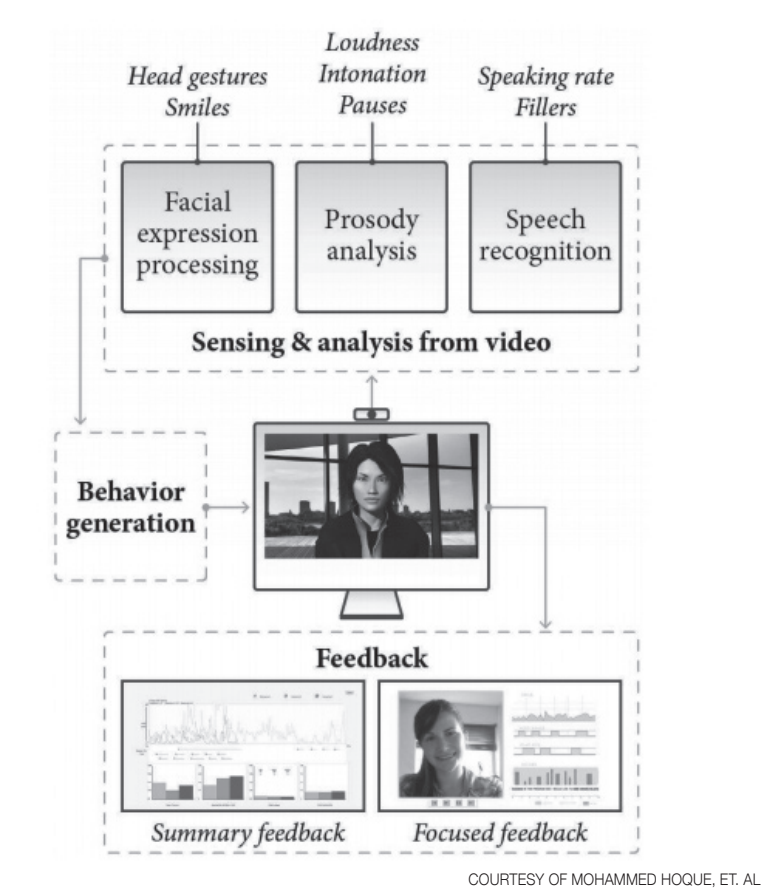 Head gestures
Smiles
Loudness
Intonation
Pauses
Speaking rate
Fillers
Facial
expression
processing
Prosody
analysis
Speech
recognition
Sensing & analysis from video
Behavior
generation
Feedback
Summary feedback
Focused feedback
COURTESY OF MOHAMMED HOQUE, ET. AL